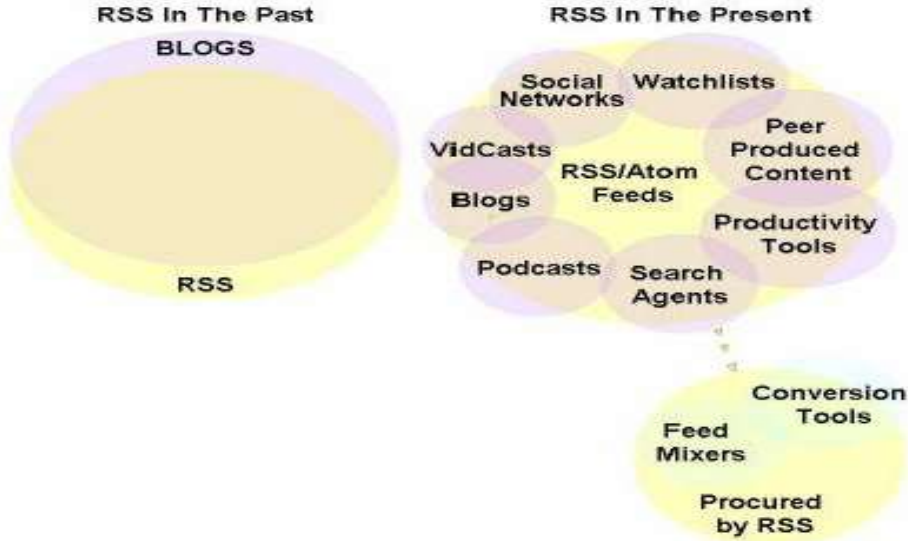 RSS In The Past
BLOGS
RSS
RSS In The Present
Social
Networks
Watchlists
Peer
Produced
Content
VidCasts
RSS/Atom
Feeds
Blogs
Productivity
Tools
Podcasts
Search
Agents
Conversion
Tools
Feed
Mixers
Procured
by RSS